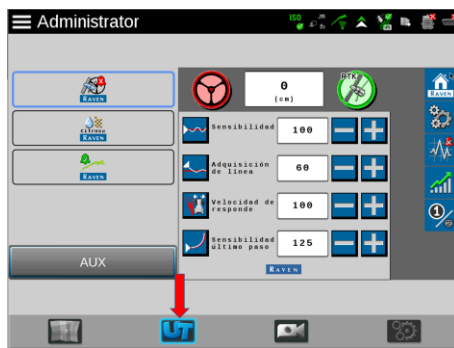 Administrator
ISO
RAVEN
Citrasa
RAVEN
RAVEN
AUX
0
(cm)
RTK
Sensibilidad
100
Adquisición
de línea
60
Velocidad de
responde
100
Sensibilidad
último paso
125
RAVEN
RAVEN
1
UT